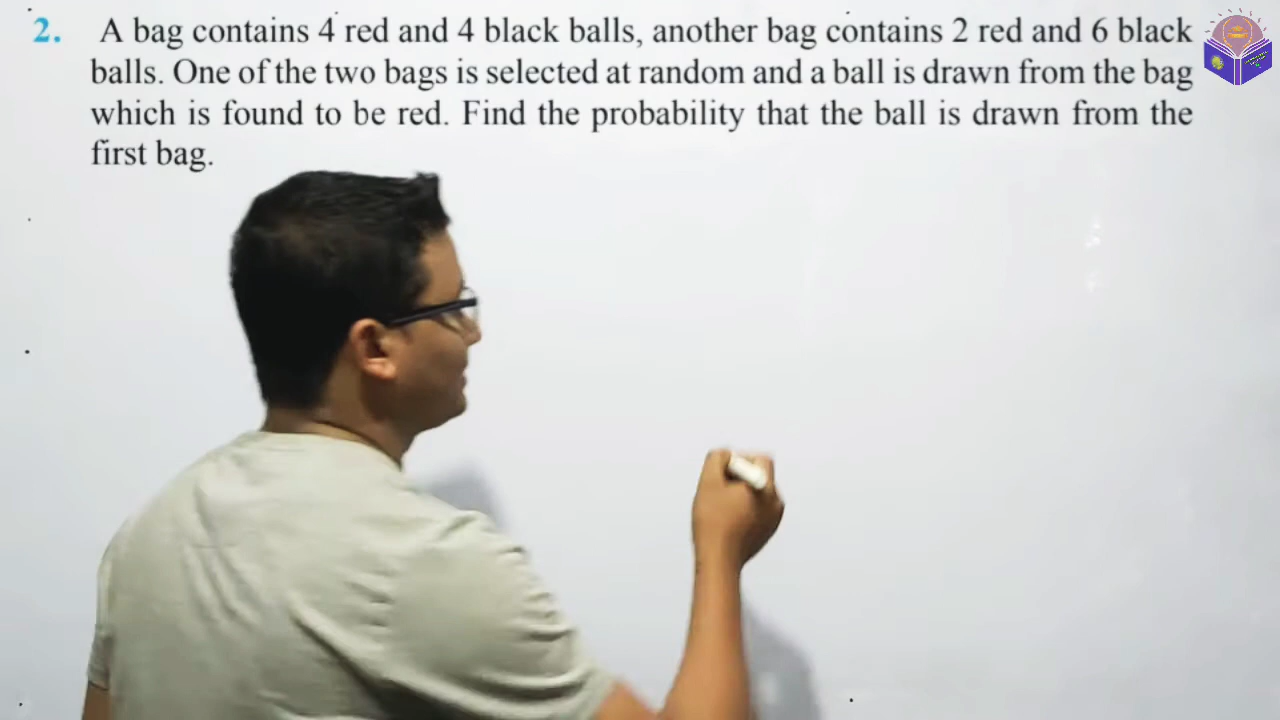 2. A bag contains 4 red and 4 black balls, another bag contains 2 red and 6 black
balls. One of the two bags is selected at random and a ball is drawn from the bag
which is found to be red. Find the probability that the ball is drawn from the
first bag.